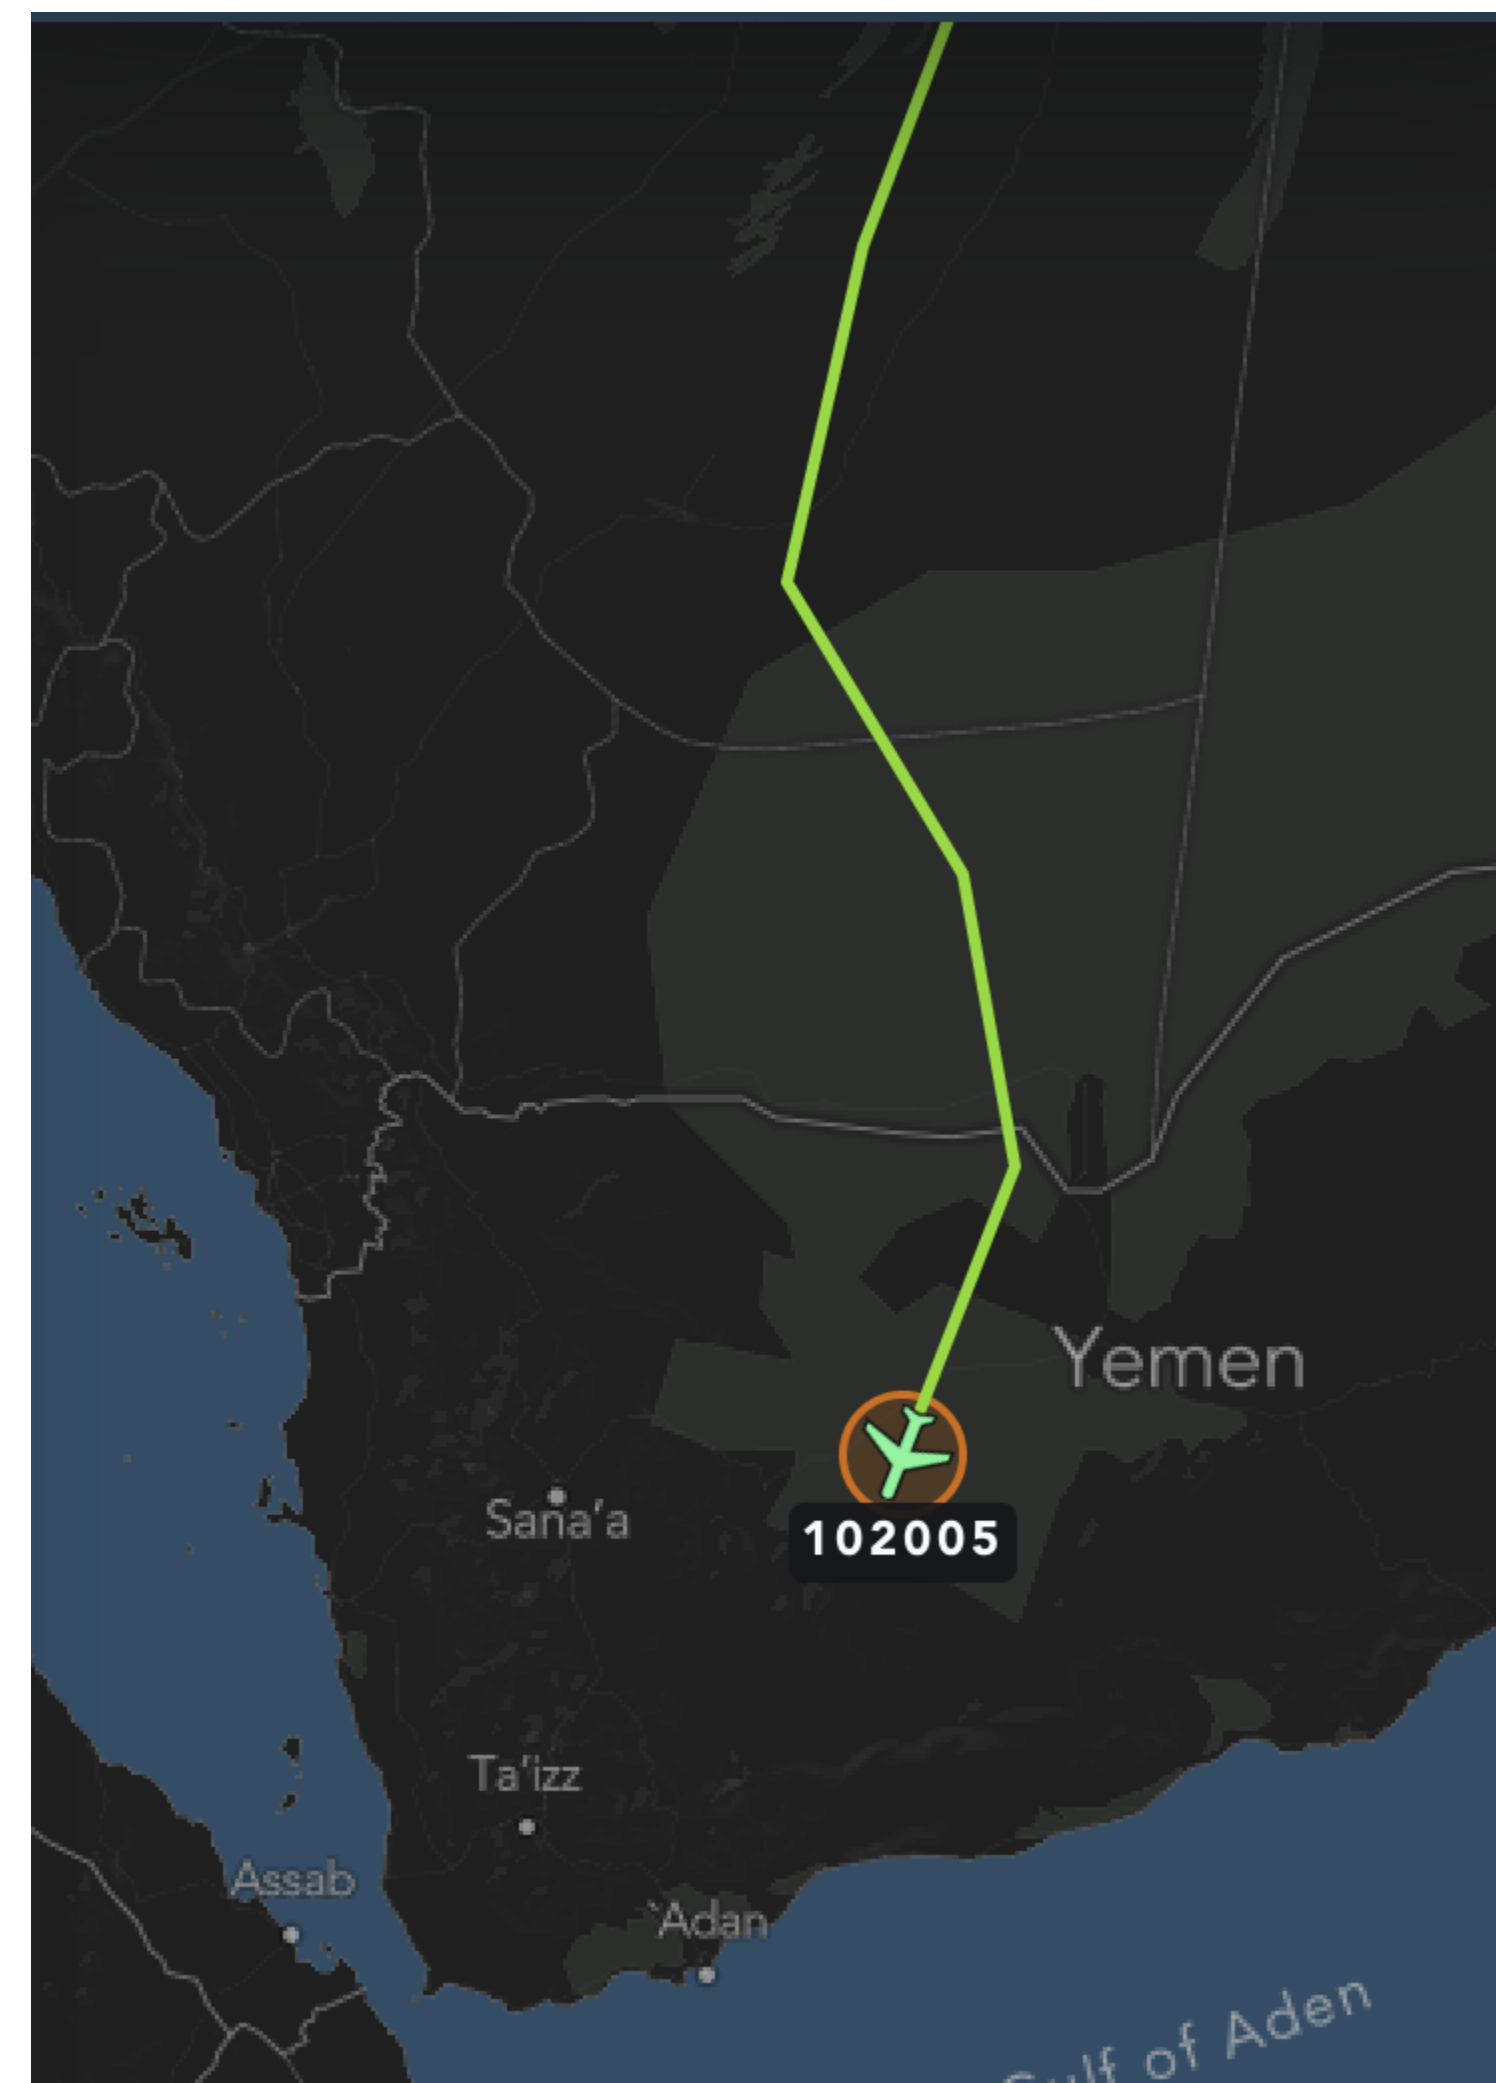 Yemen
Sana'a
102005
Ta'izz
Assab
`Adan
Gulf of Aden